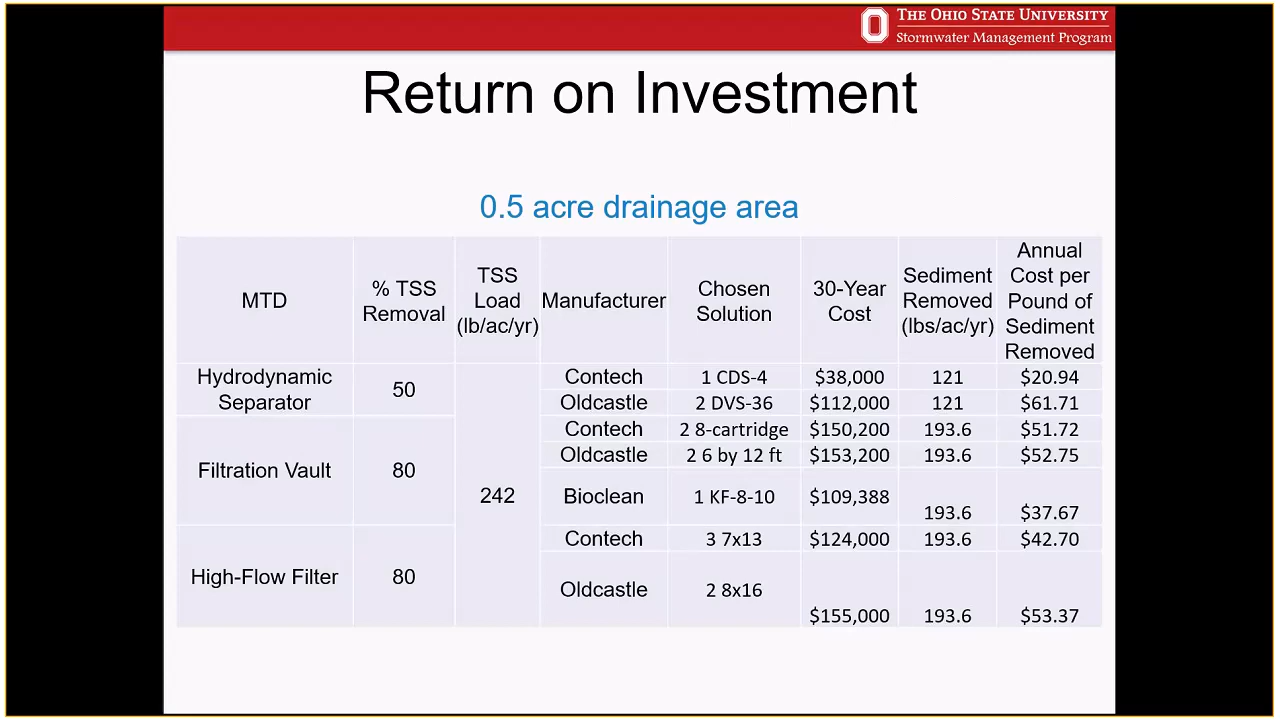 THE OHIO STATE UNIVERSITY
Stormwater Management Program
Return on Investment
0.5 acre drainage area
MTD
% TSS Removal
TSS Load (lb/ac/yr)
Manufacturer
Chosen Solution
30-Year Cost
Sediment Removed (lbs/ac/yr)
Annual Cost per Pound of Sediment Removed
Hydrodynamic Separator
50
242
Contech 1 CDS-4 $38,000 121 $20.94
Oldcastle 2 DVS-36 $112,000 121 $61.71
Filtration Vault
80
Contech 2 8-cartridge $150,200 193.6 $51.72
Oldcastle 2 6 by 12 ft $153,200 193.6 $52.75
Bioclean 1 KF-8-10 $109,388 193.6 $37.67
High-Flow Filter
80
Contech 3 7x13 $124,000 193.6 $42.70
Oldcastle 2 8x16 $155,000 193.6 $53.37